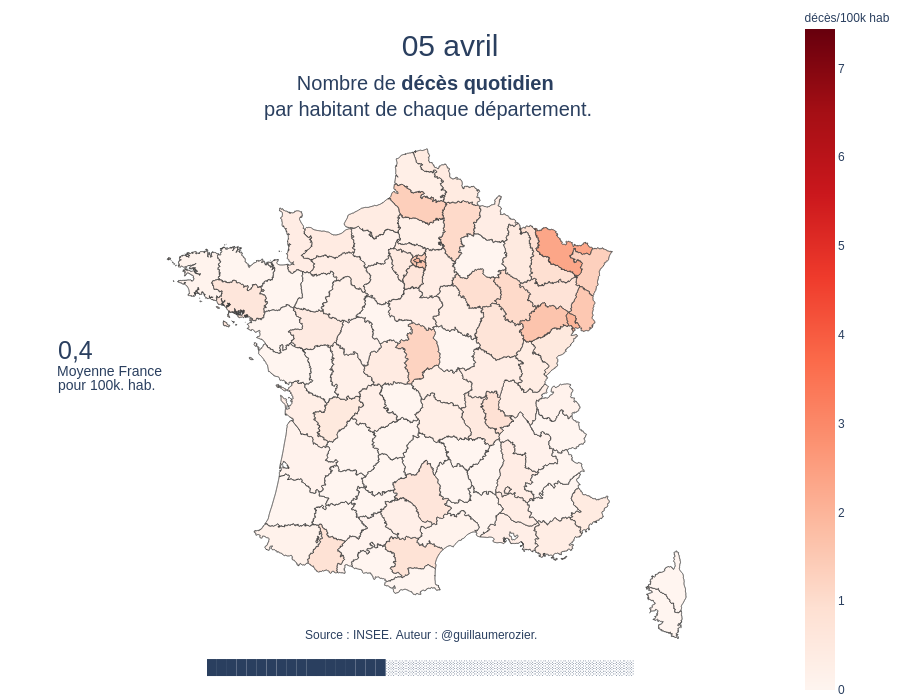 décès/100k hab
05 avril
Nombre de décès quotidien
par habitant de chaque département.
7
6
5
4
3
2
1
0
0,4
Moyenne France
pour 100k. hab.
Source : INSEE. Auteur : @guillaumerozier.